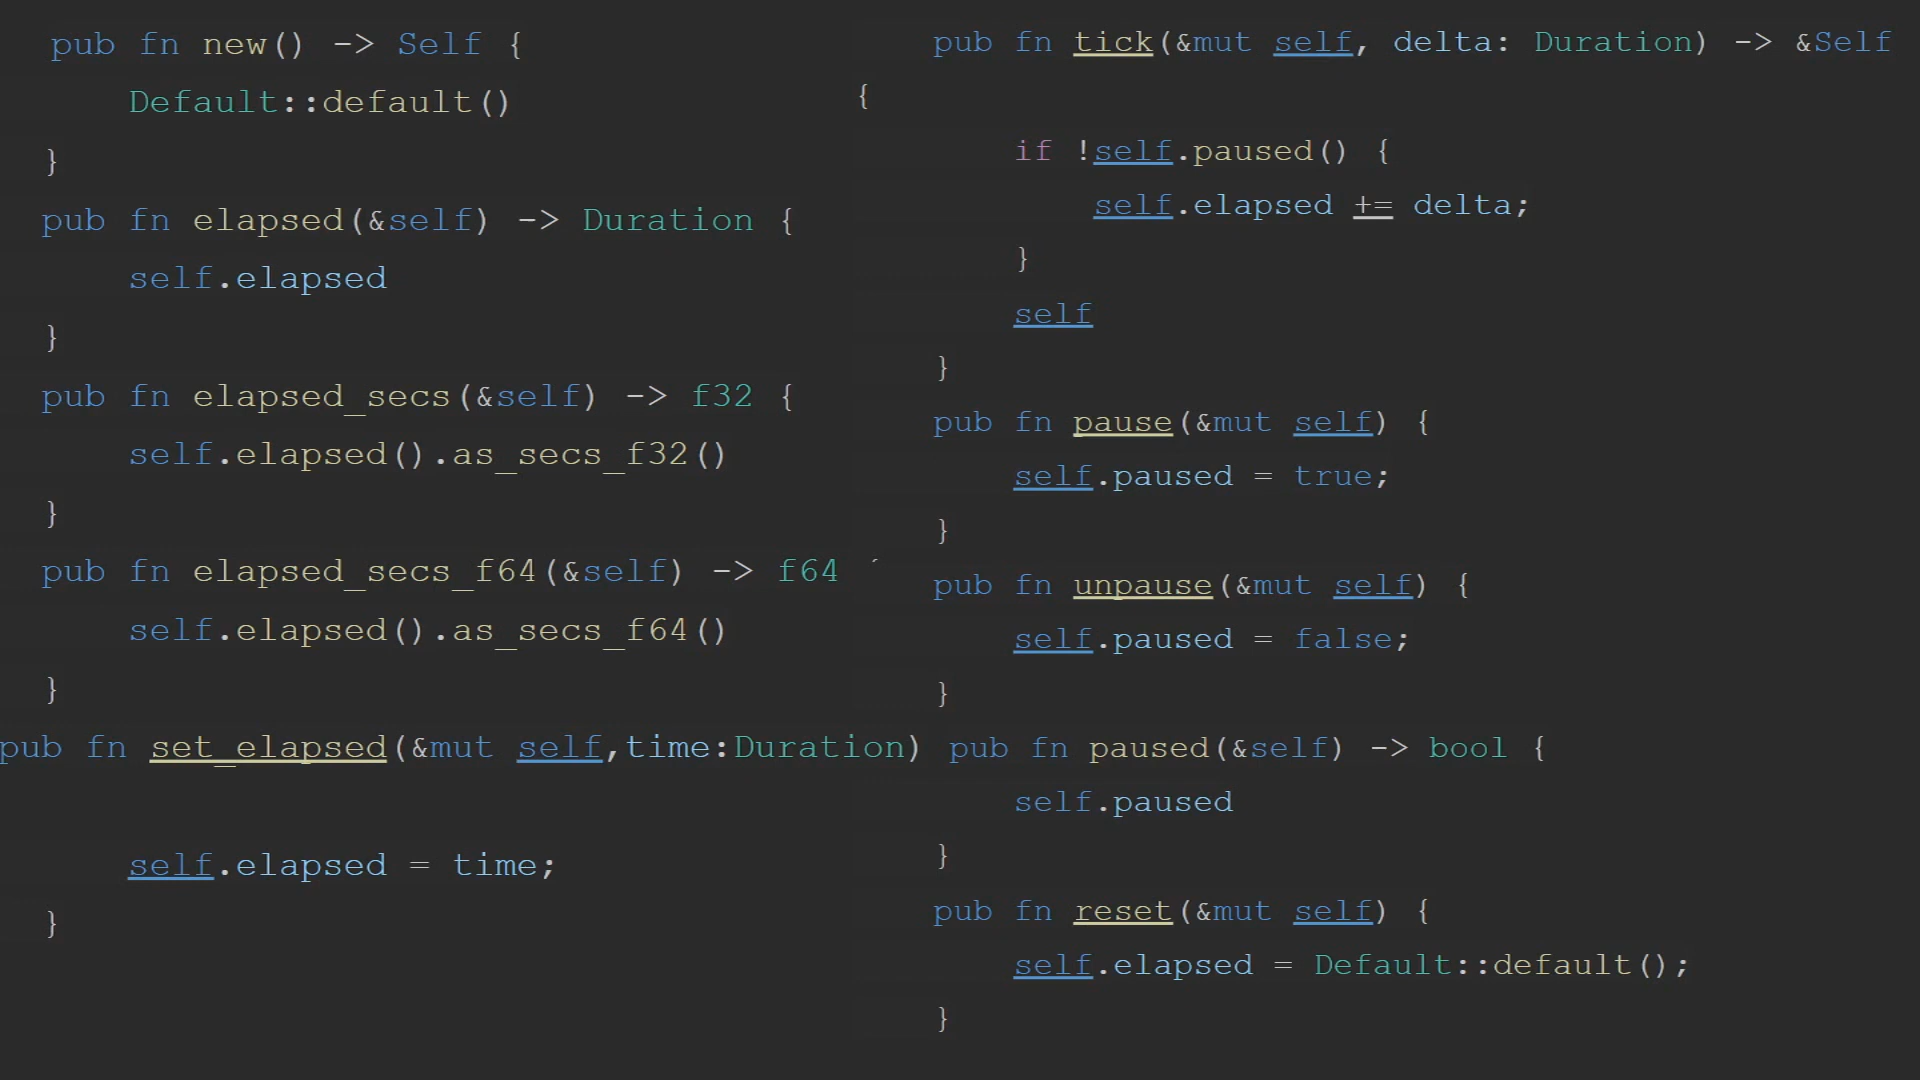 pub fn new() -> Self {
Default::default()
}
pub fn elapsed(&self) -> Duration {
self.elapsed
}
pub fn elapsed_secs(&self) -> f32 {
self.elapsed().as_secs_f32()
}
pub fn elapsed_secs_f64(&self) -> f64
self.elapsed().as_secs_f64()
}
pub fn set_elapsed(&mut self,time:Duration)
self.elapsed = time;
}
pub fn tick(&mut self, delta: Duration) -> &Self
{
if !self.paused() {
self.elapsed += delta;
}
self
}
pub fn pause(&mut self) {
self.paused = true;
}
pub fn unpause(&mut self) {
self.paused = false;
}
pub fn paused(&self) -> bool {
self.paused
}
pub fn reset(&mut self) {
self.elapsed = Default::default();
}